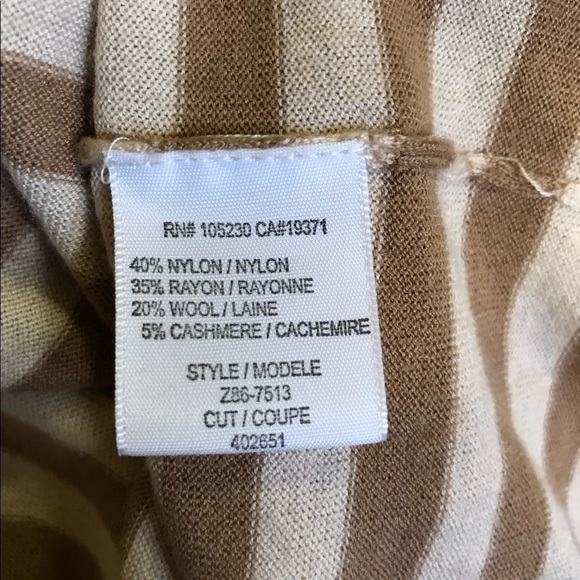 RN# 105230 CA#19371
40% NYLON / NYLON
35% RAYON / RAYONNE
20% WOOL / LAINE
5% CASHMERE / CACHEMIRE
STYLE / MODELE
Z86-7513
CUT / COUPE
402651